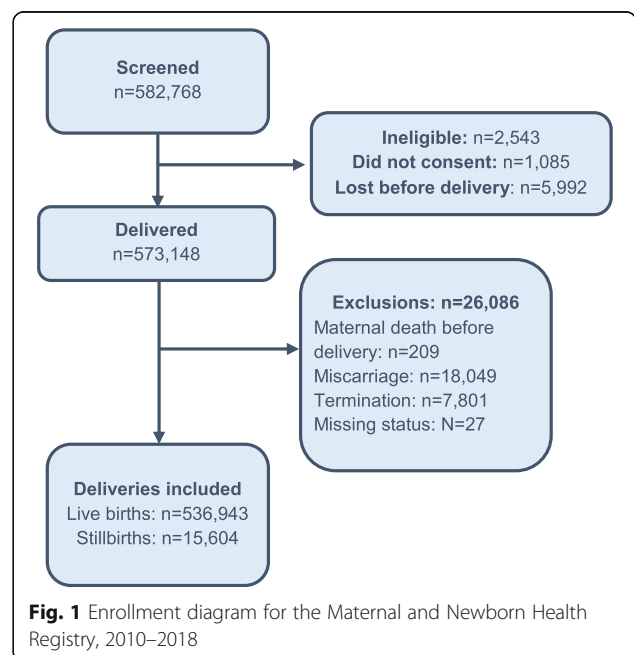 Screened
n=582,768
Ineligible: n=2,543
Did not consent: n=1,085
Lost before delivery: n=5,992
Delivered
n=573,148
Exclusions: n=26,086
Maternal death before
delivery: n=209
Miscarriage: n=18,049
Termination: n=7,801
Missing status: N=27
Deliveries included
Live births: n=536,943
Stillbirths: n=15,604
Fig. 1 Enrollment diagram for the Maternal and Newborn Health
Registry, 2010–2018